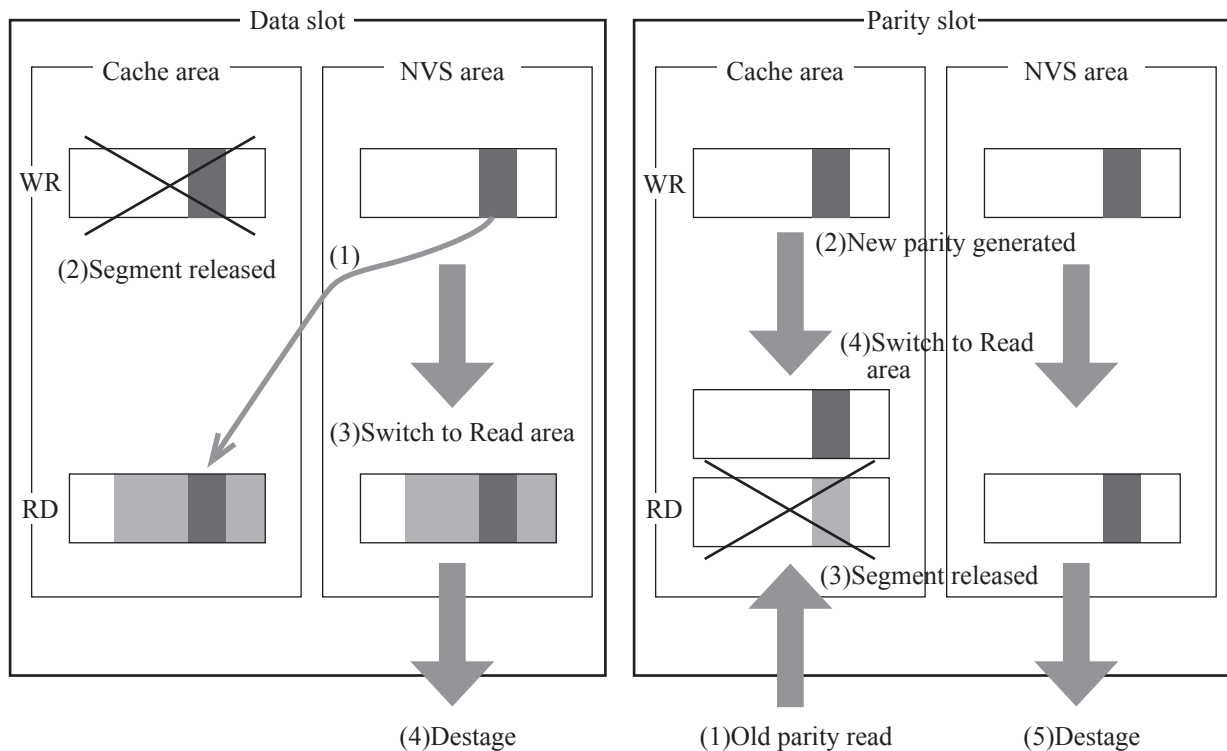 Data slot
Cache area
NVS area
WR
(2)Segment released
(1)
(3)Switch to Read area
RD
(4)Destage
Parity slot
Cache area
NVS area
WR
(2)New parity generated
(4)Switch to Read
area
RD
(3)Segment released
(1)Old parity read
(5)Destage